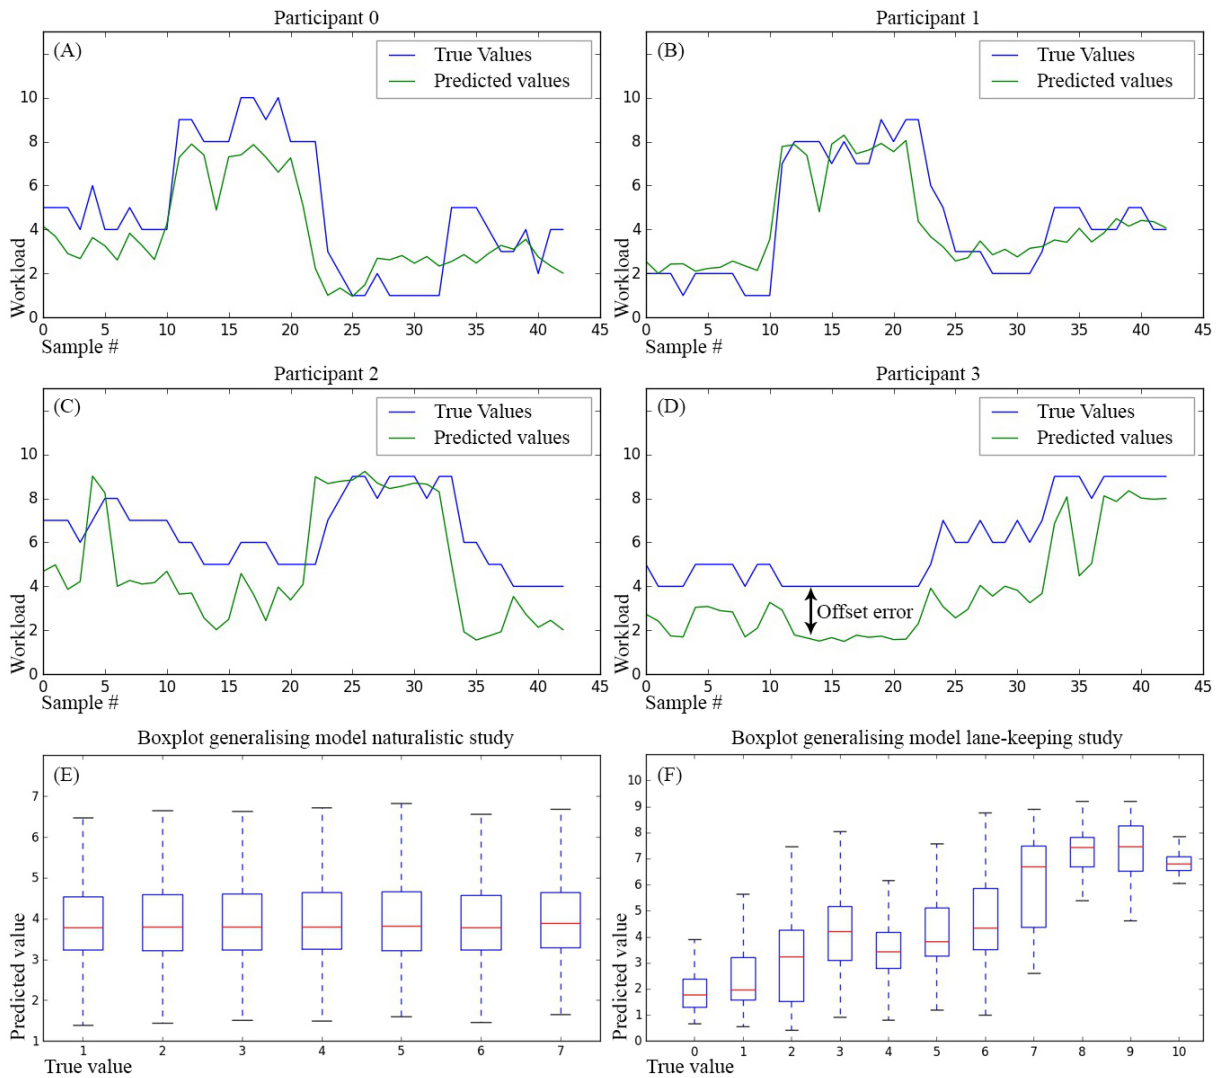 Participant 0
(A)
True Values
Predicted values
10
8
6
4
2
0
Workload
0 5 10 15 20 25 30 35 40 45
Sample #
Participant 1
(B)
True Values
Predicted values
10
8
6
4
2
0
Workload
0 5 10 15 20 25 30 35 40 45
Sample #
Participant 2
(C)
True Values
Predicted values
10
8
6
4
2
0
Workload
0 5 10 15 20 25 30 35 40 45
Sample #
Participant 3
(D)
True Values
Predicted values
Offset error
10
8
6
4
2
0
Workload
0 5 10 15 20 25 30 35 40 45
Sample #
Boxplot generalising model naturalistic study
(E)
7
6
5
4
3
2
1
Predicted value
1 2 3 4 5 6 7
True value
Boxplot generalising model lane-keeping study
(F)
10
9
8
7
6
5
4
3
2
1
0
Predicted value
0 1 2 3 4 5 6 7 8 9 10
True value